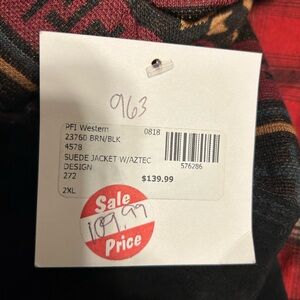 963
PFI Western 0818
23760 BRN/BLK
4578
SUEDE JACKET W/AZTEC
DESIGN
576286
272
$139.99
2XL
Sale
109.99
Price